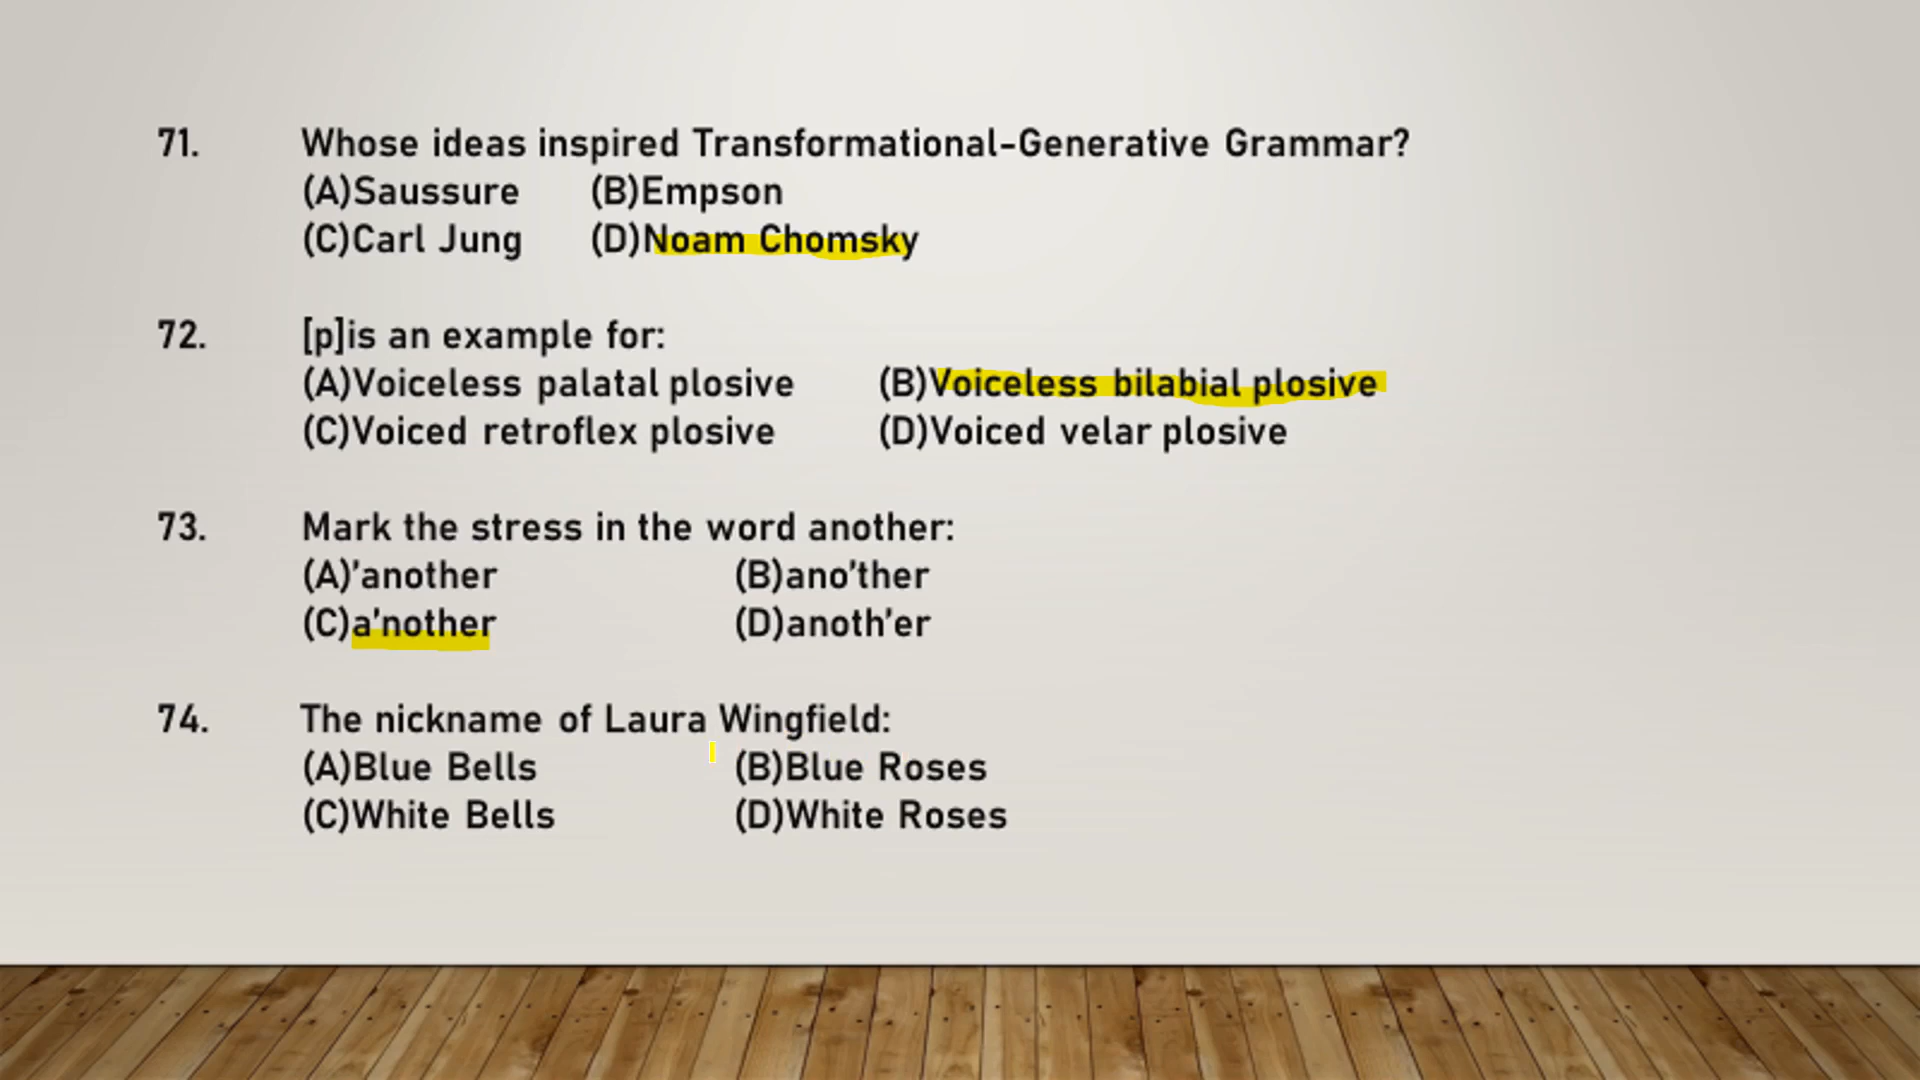 71. Whose ideas inspired Transformational-Generative Grammar?
(A)Saussure (B)Empson
(C)Carl Jung (D)Noam Chomsky
72. [p]is an example for:
(A)Voiceless palatal plosive (B)Voiceless bilabial plosive
(C)Voiced retroflex plosive (D)Voiced velar plosive
73. Mark the stress in the word another:
(A)'another (B)ano'ther
(C)a'nother (D)anoth'er
74. The nickname of Laura Wingfield:
(A)Blue Bells (B)Blue Roses
(C)White Bells (D)White Roses